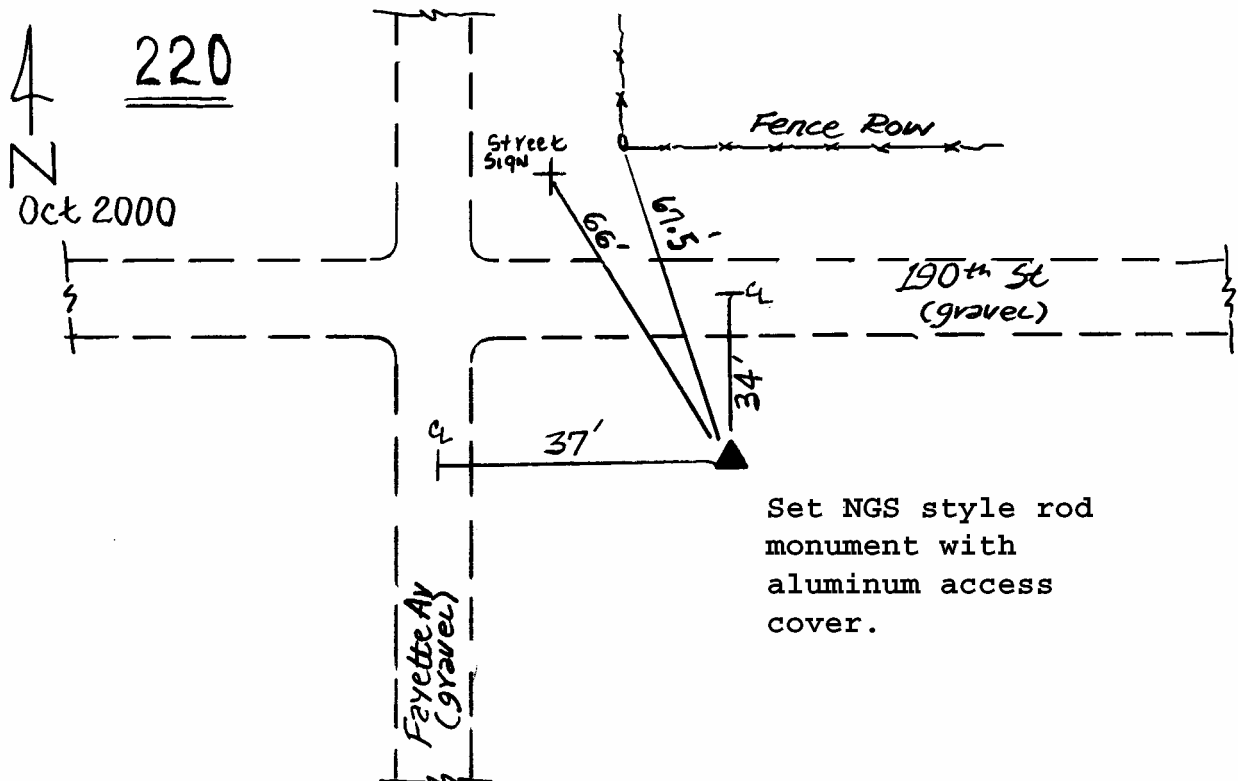 220
N
Oct 2000
Street
Sign
Fence Row
66'
67.5'
190th St
(gravel)
℄
34'
℄
37'
Set NGS style rod
monument with
aluminum access
cover.
Fayette Av
(gravel)